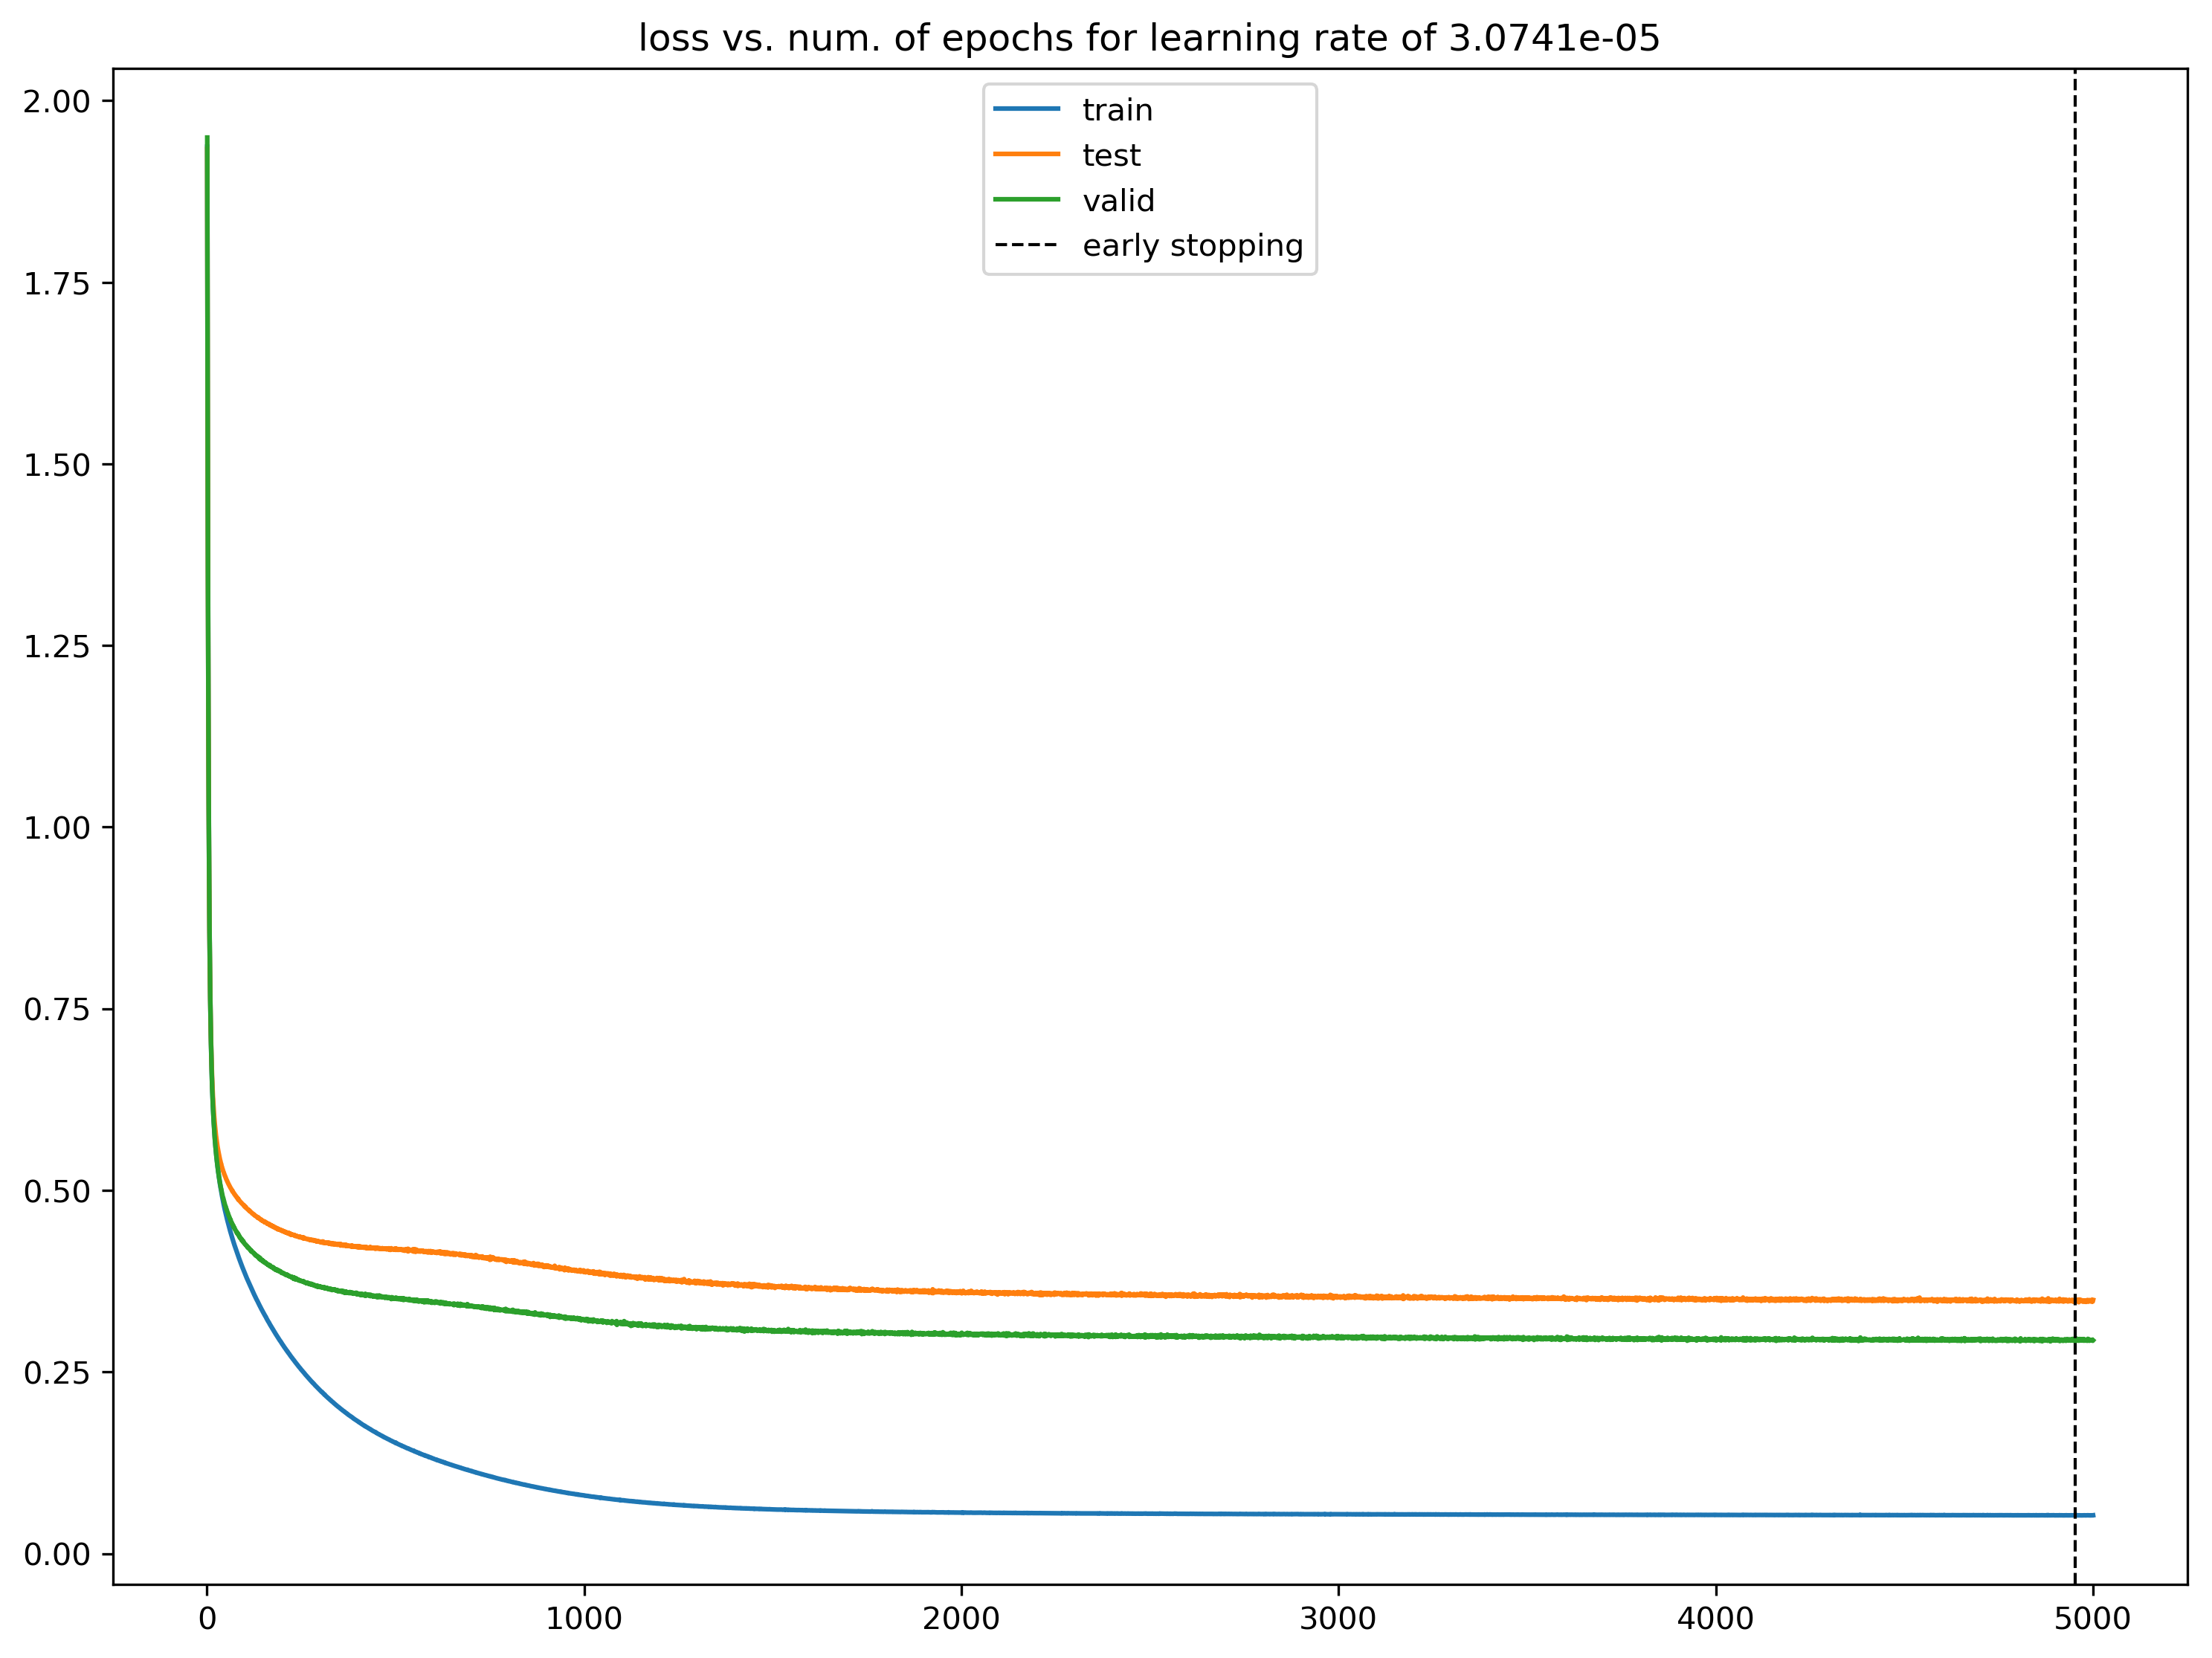 loss vs. num. of epochs for learning rate of 3.0741e-05
train
test
valid
early stopping
2.00
1.75
1.50
1.25
1.00
0.75
0.50
0.25
0.00
0 1000 2000 3000 4000 5000